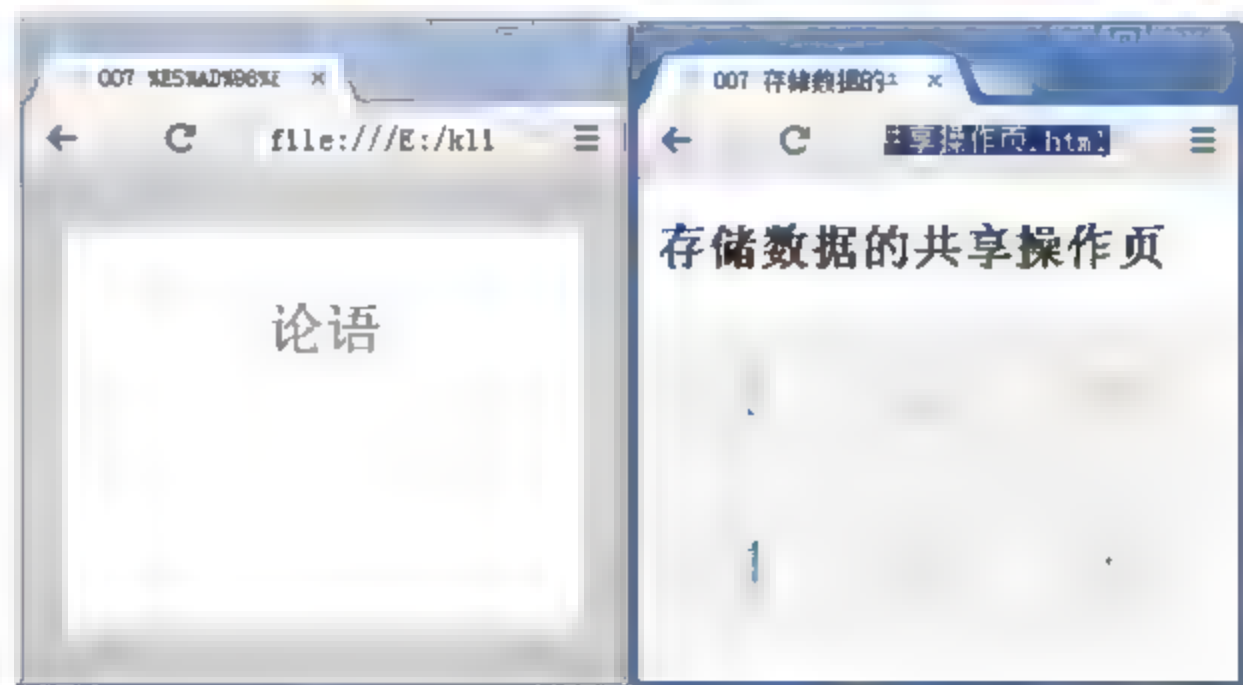 007 %E5%AD%98%E
file:///E:/kli
论语
007 存储数据的
享操作页.html
存储数据的共享操作页